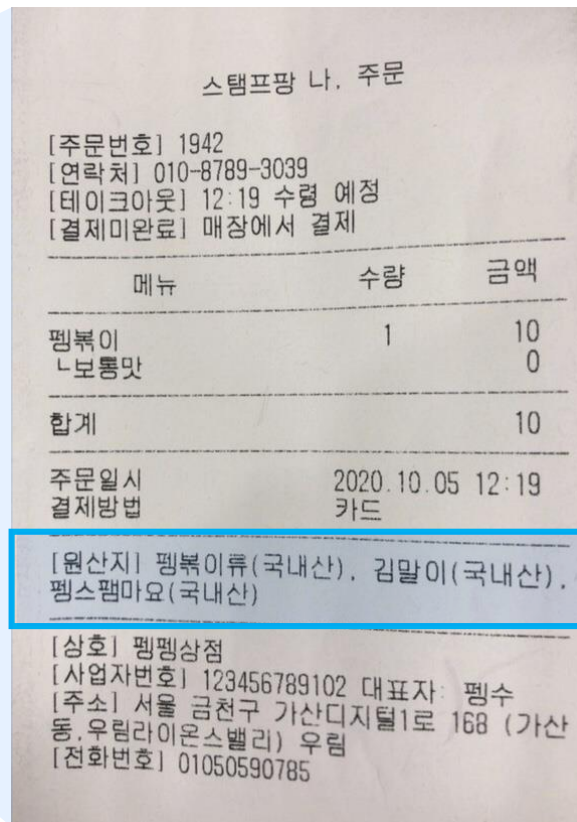 스탬프팡 나. 주문
[주문번호] 1942
[연락처] 010-8789-3039
[테이크아웃] 12:19 수령 예정
[결제미완료] 매장에서 결제
메뉴 수량 금액
펨볶이 1 10
ㄴ보통맛 0
합계 10
주문일시 2020.10.05 12:19
결제방법 카드
[원산지] 펨볶이류(국내산), 김말이(국내산),
펨스팸마요(국내산)
[상호] 펨펨상점
[사업자번호] 123456789102 대표자: 펨수
[주소] 서울 금천구 가산디지털1로 168 (가산
동,우림라이온스밸리) 우림
[전화번호] 01050590785